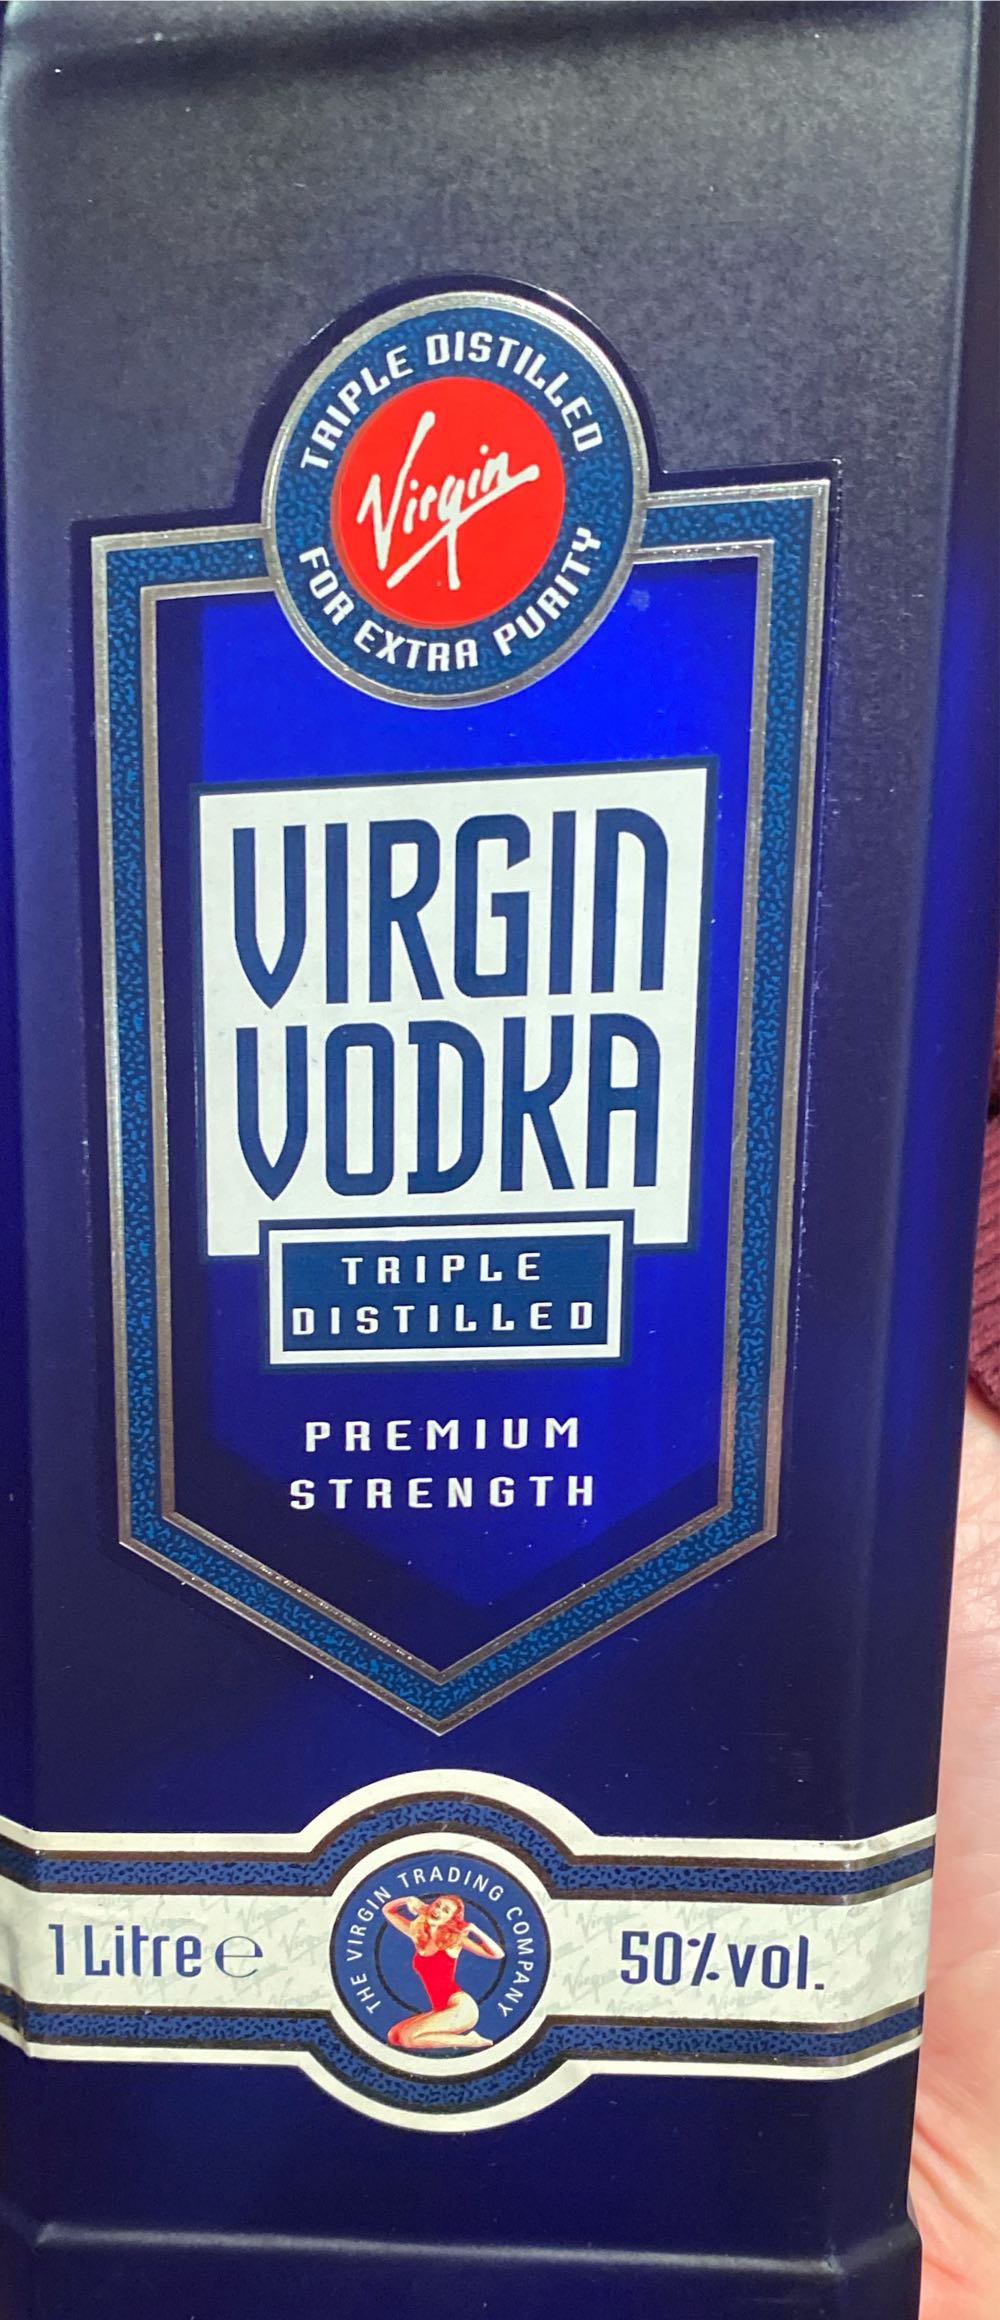 TRIPLE DISTILLED
Virgin
FOR EXTRA PURITY
VIRGIN
VODKA
TRIPLE
DISTILLED
PREMIUM
STRENGTH
THE VIRGIN TRADING COMPANY
1 Litre ℮
50% vol.